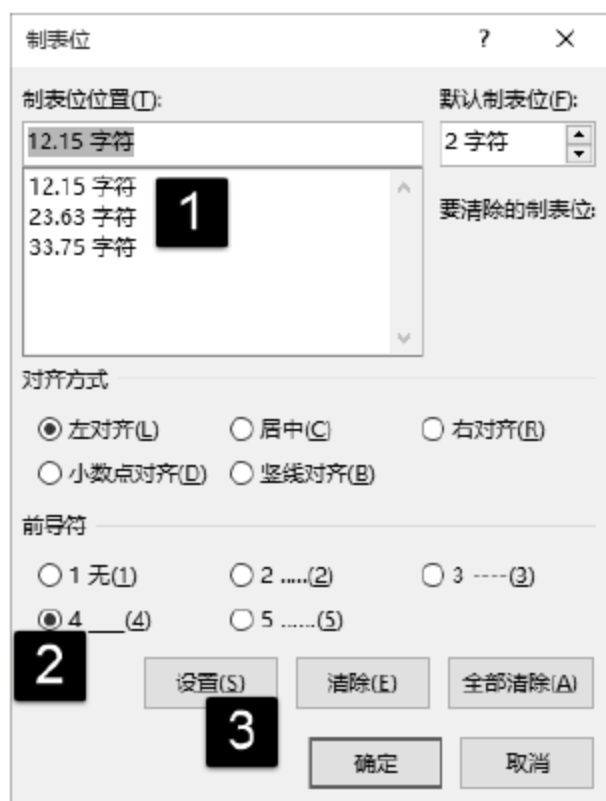 制表位 ? ×
制表位位置(T): 默认制表位(F):
12.15 字符 2 字符
12.15 字符
23.63 字符
33.75 字符
1
要清除的制表位:
对齐方式
左对齐(L) 居中(C) 右对齐(R)
小数点对齐(D) 竖线对齐(B)
前导符
1 无(1) 2 .....(2) 3 ----(3)
4 ___(4) 5 ......(5)
2
设置(S) 清除(E) 全部清除(A)
3
确定 取消